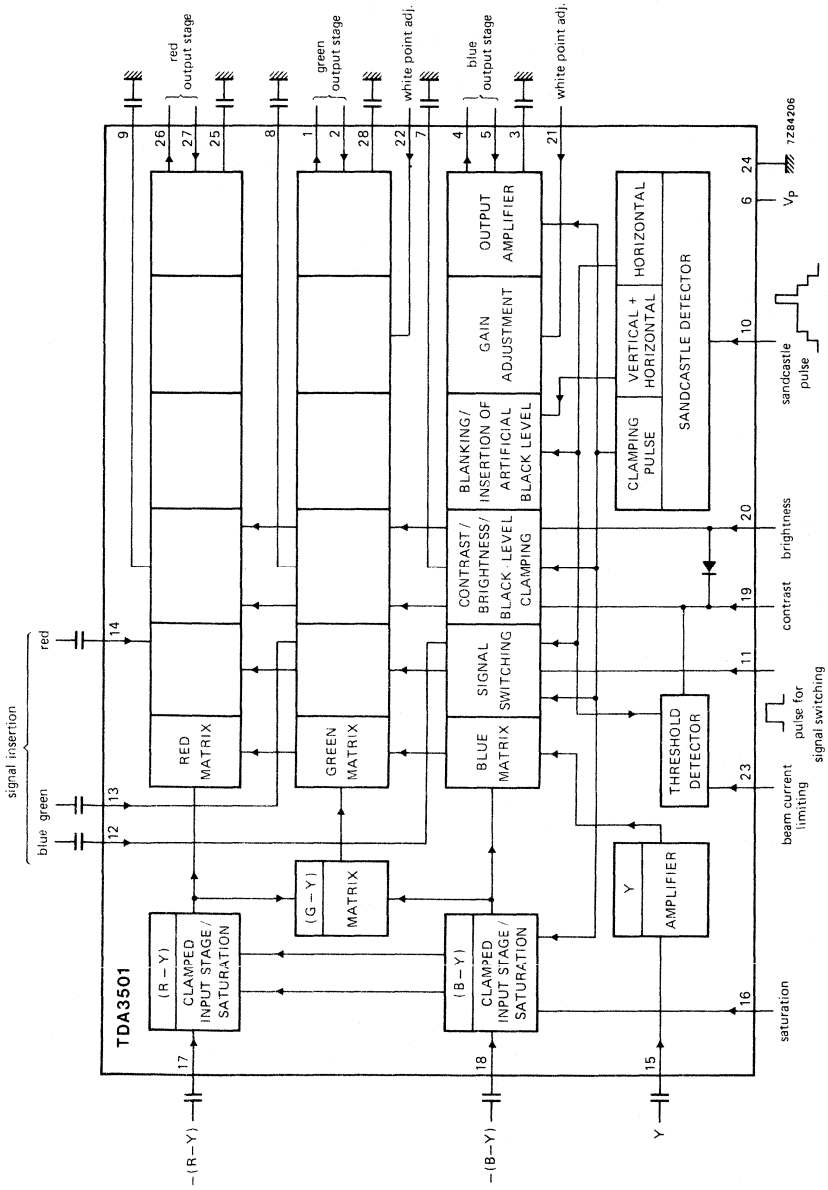 TDA3501
signal insertion
blue
green
red
12
13
14
-(R-Y)
17
(R-Y)
CLAMPED
INPUT STAGE/
SATURATION
-(B-Y)
18
(B-Y)
CLAMPED
INPUT STAGE/
SATURATION
Y
15
Y
AMPLIFIER
(G-Y)
MATRIX
RED
MATRIX
GREEN
MATRIX
BLUE
MATRIX
SIGNAL
SWITCHING
CONTRAST/
BRIGHTNESS/
BLACK-LEVEL
CLAMPING
BLANKING/
INSERTION OF
ARTIFICIAL
BLACK LEVEL
GAIN
ADJUSTMENT
OUTPUT
AMPLIFIER
THRESHOLD
DETECTOR
CLAMPING
PULSE
VERTICAL +
HORIZONTAL
HORIZONTAL
SANDCASTLE DETECTOR
9
26
27
red
output stage
25
8
1
2
green
output stage
28
22
white point adj.
7
4
5
blue
output stage
3
21
white point adj.
16
saturation
23
beam current
limiting
11
pulse for
signal switching
19
contrast
20
brightness
10
sandcastle
pulse
6
Vp
24
7Z84206